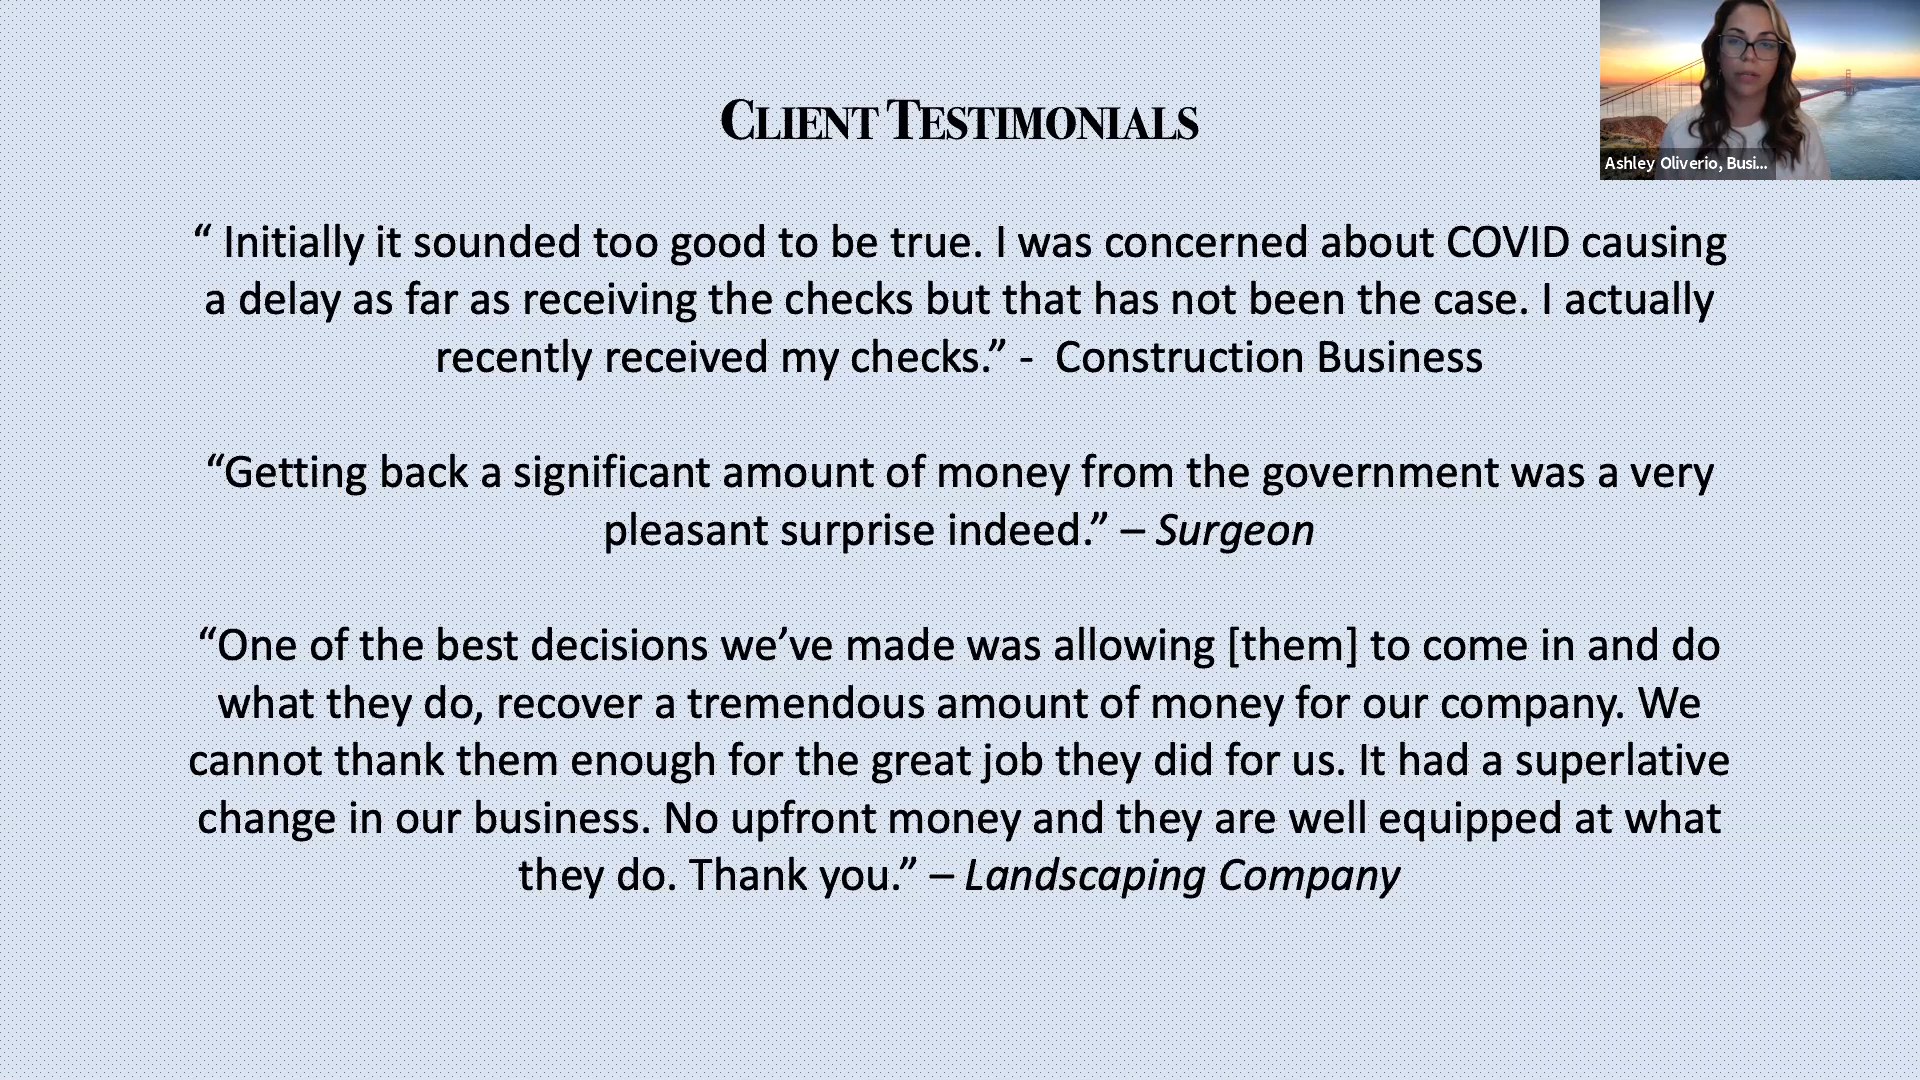 CLIENT TESTIMONIALS
Ashley Oliverio, Busi...
“ Initially it sounded too good to be true. I was concerned about COVID causing
a delay as far as receiving the checks but that has not been the case. I actually
recently received my checks.” -  Construction Business
“Getting back a significant amount of money from the government was a very
pleasant surprise indeed.” – Surgeon
“One of the best decisions we’ve made was allowing [them] to come in and do
what they do, recover a tremendous amount of money for our company. We
cannot thank them enough for the great job they did for us. It had a superlative
change in our business. No upfront money and they are well equipped at what
they do. Thank you.” – Landscaping Company